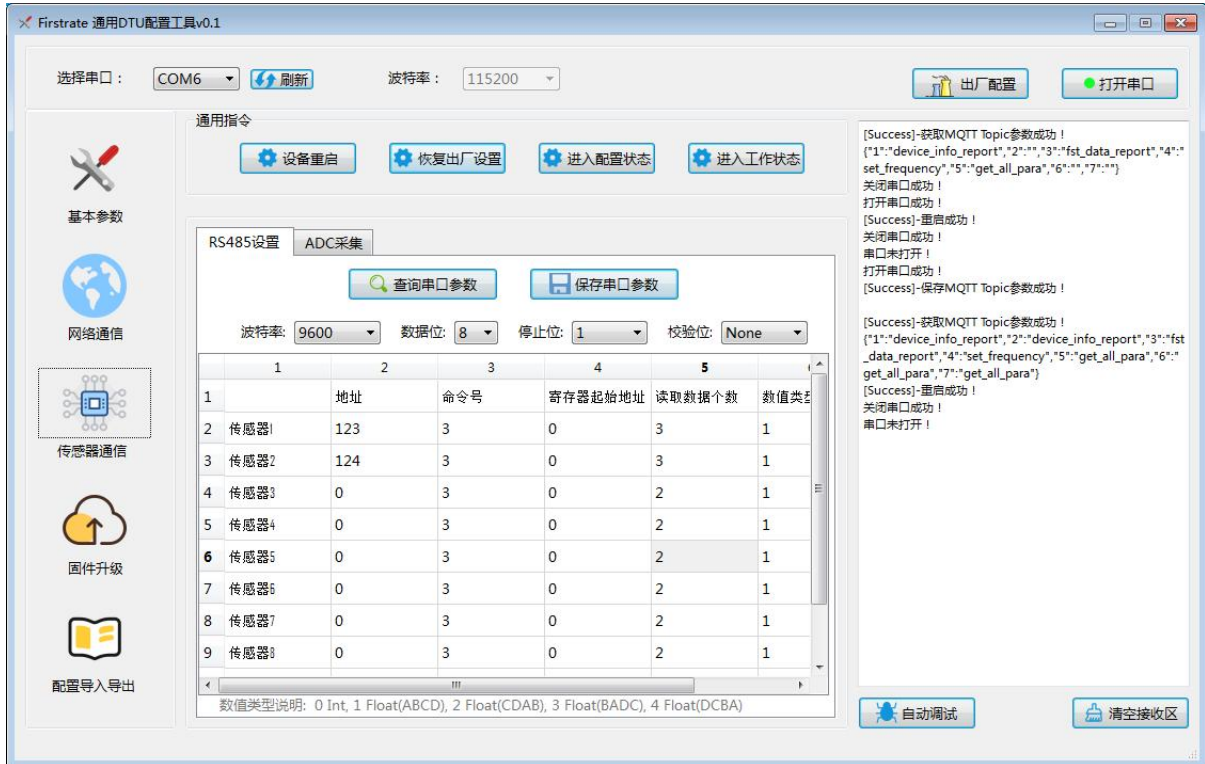 Firstrate 通用DTU配置工具v0.1
选择串口： COM6 刷新 波特率： 115200 出厂配置 打开串口
基本参数
网络通信
传感器通信
固件升级
配置导入导出
通用指令
设备重启 恢复出厂设置 进入配置状态 进入工作状态
RS485设置 ADC采集
查询串口参数 保存串口参数
波特率: 9600 数据位: 8 停止位: 1 校验位: None
1 2 3 4 5
1 地址 命令号 寄存器起始地址 读取数据个数 数值类型
2 传感器1 123 3 0 3 1
3 传感器2 124 3 0 3 1
4 传感器3 0 3 0 2 1
5 传感器4 0 3 0 2 1
6 传感器5 0 3 0 2 1
7 传感器6 0 3 0 2 1
8 传感器7 0 3 0 2 1
9 传感器8 0 3 0 2 1
数值类型说明: 0 Int, 1 Float(ABCD), 2 Float(CDAB), 3 Float(BADC), 4 Float(DCBA)
[Success]-获取MQTT Topic参数成功！
{"1":"device_info_report","2":"","3":"fst_data_report","4":"
set_frequency","5":"get_all_para","6":"","7":""}
关闭串口成功！
打开串口成功！
[Success]-重启成功！
关闭串口成功！
串口未打开！
打开串口成功！
[Success]-保存MQTT Topic参数成功！
[Success]-获取MQTT Topic参数成功！
{"1":"device_info_report","2":"device_info_report","3":"fst
_data_report","4":"set_frequency","5":"get_all_para","6":"
get_all_para","7":"get_all_para"}
[Success]-重启成功！
关闭串口成功！
串口未打开！
自动调试 清空接收区